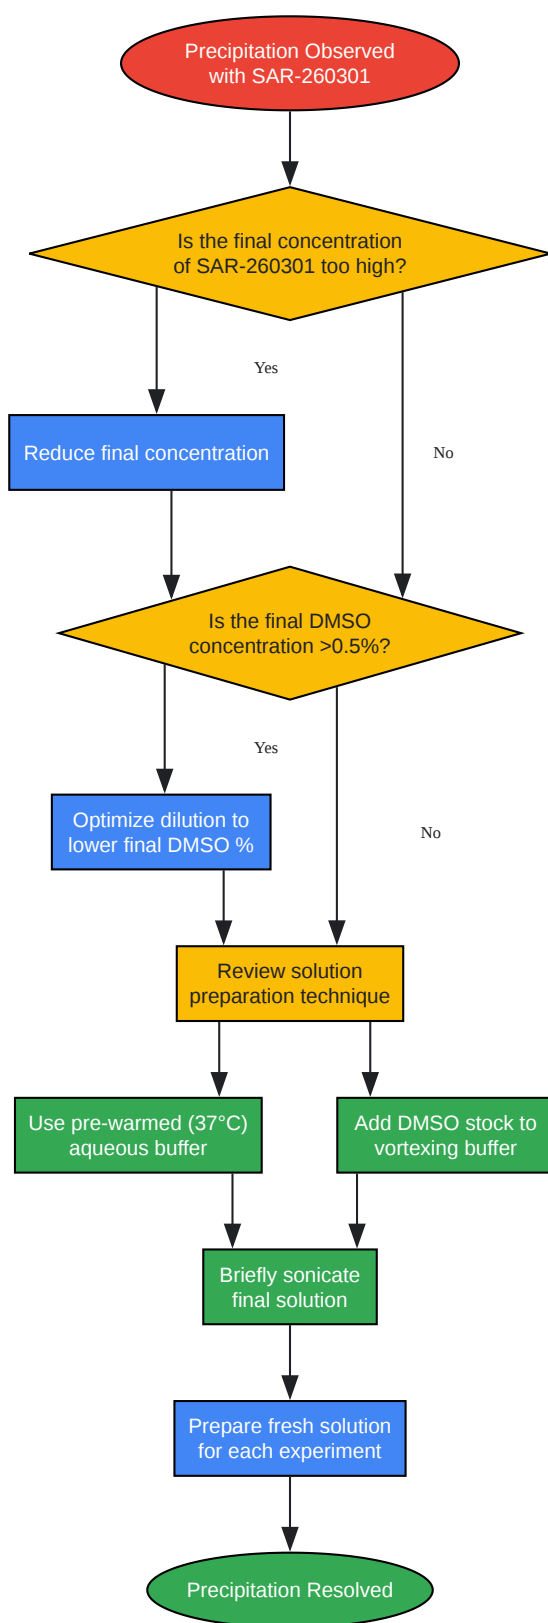 Precipitation Observed
with SAR-260301
Is the final concentration
of SAR-260301 too high?
Yes
Reduce final concentration
No
Is the final DMSO
concentration >0.5%?
Yes
Optimize dilution to
lower final DMSO %
No
Review solution
preparation technique
Use pre-warmed (37°C)
aqueous buffer
Add DMSO stock to
vortexing buffer
Briefly sonicate
final solution
Prepare fresh solution
for each experiment
Precipitation Resolved